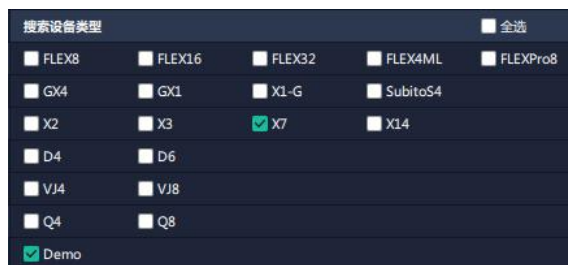 搜索设备类型 全选
FLEX8 FLEX16 FLEX32 FLEX4ML FLEXPro8
GX4 GX1 X1-G SubitoS4
X2 X3 X7 X14
D4 D6
VJ4 VJ8
Q4 Q8
Demo